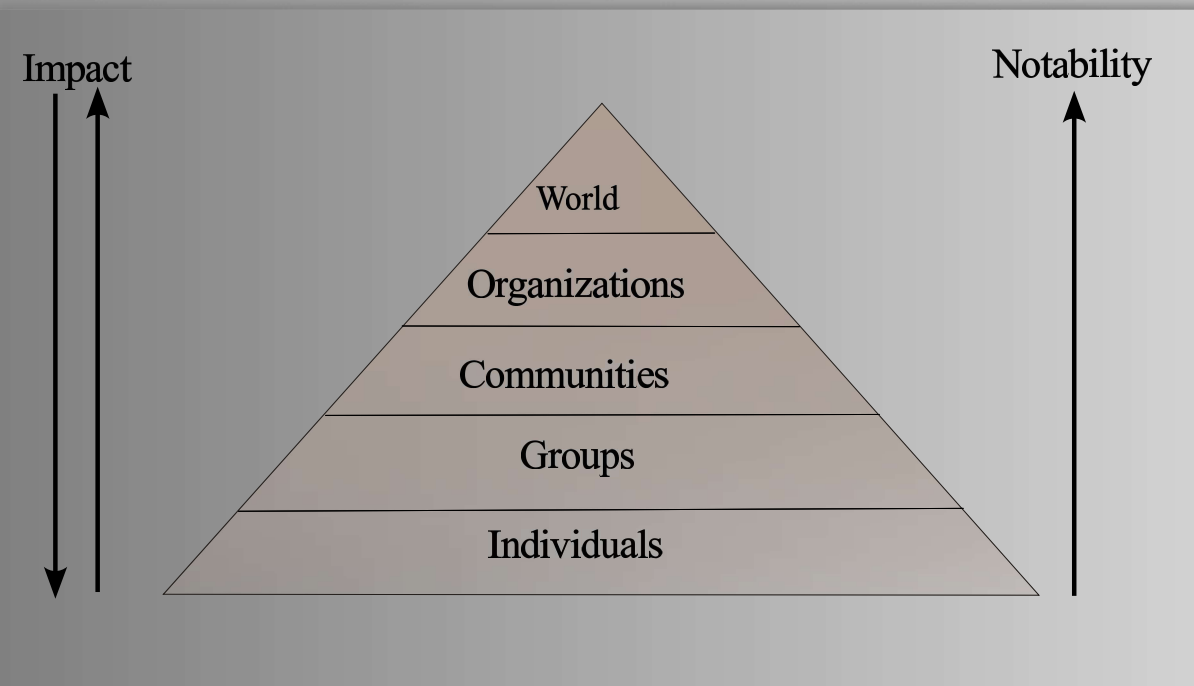 Impact
Notability
World
Organizations
Communities
Groups
Individuals